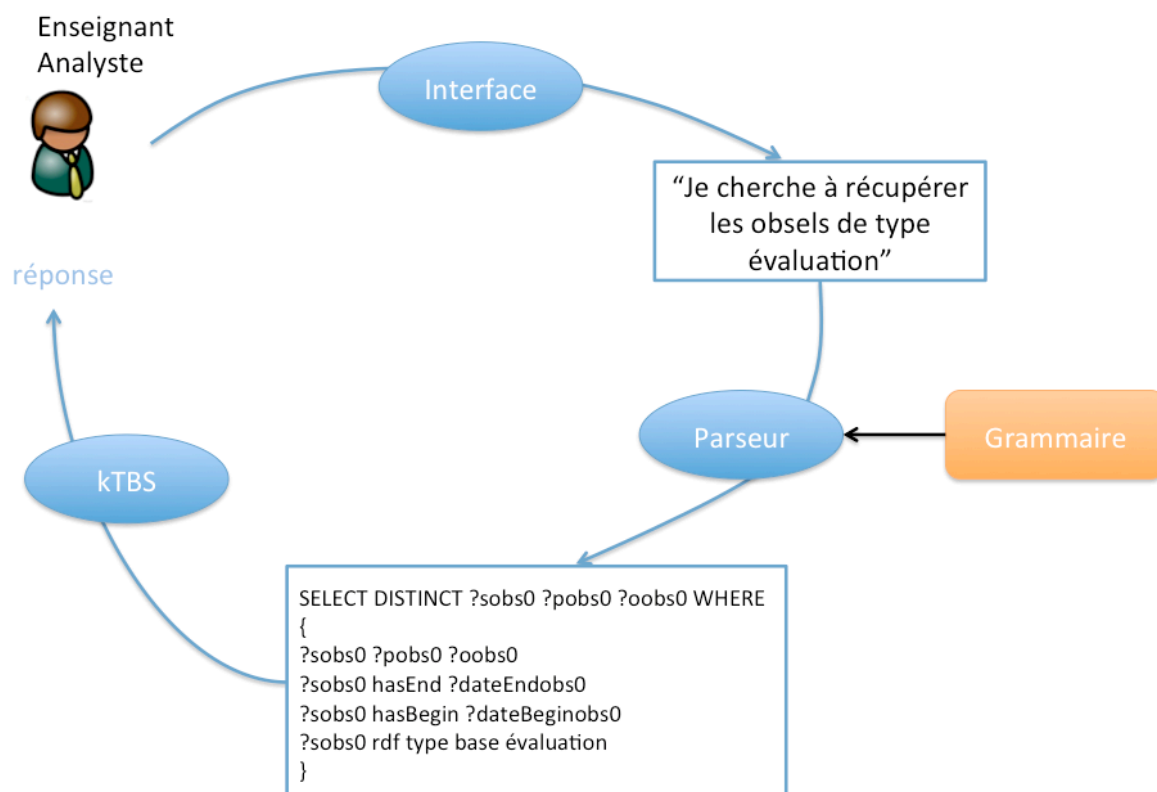 Enseignant
Analyste
Interface
“Je cherche à récupérer
les obsels de type
évaluation”
réponse
Parseur
Grammaire
kTBS
SELECT DISTINCT ?sobs0 ?pobs0 ?oobs0 WHERE
{
?sobs0 ?pobs0 ?oobs0
?sobs0 hasEnd ?dateEndobs0
?sobs0 hasBegin ?dateBeginobs0
?sobs0 rdf type base évaluation
}